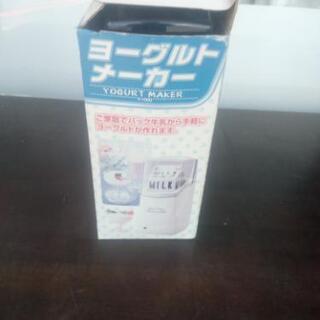 ヨーグルト
メーカー
YOGURT MAKER
ご家庭でパック牛乳から手軽に
ヨーグルトが作れます。
MILK